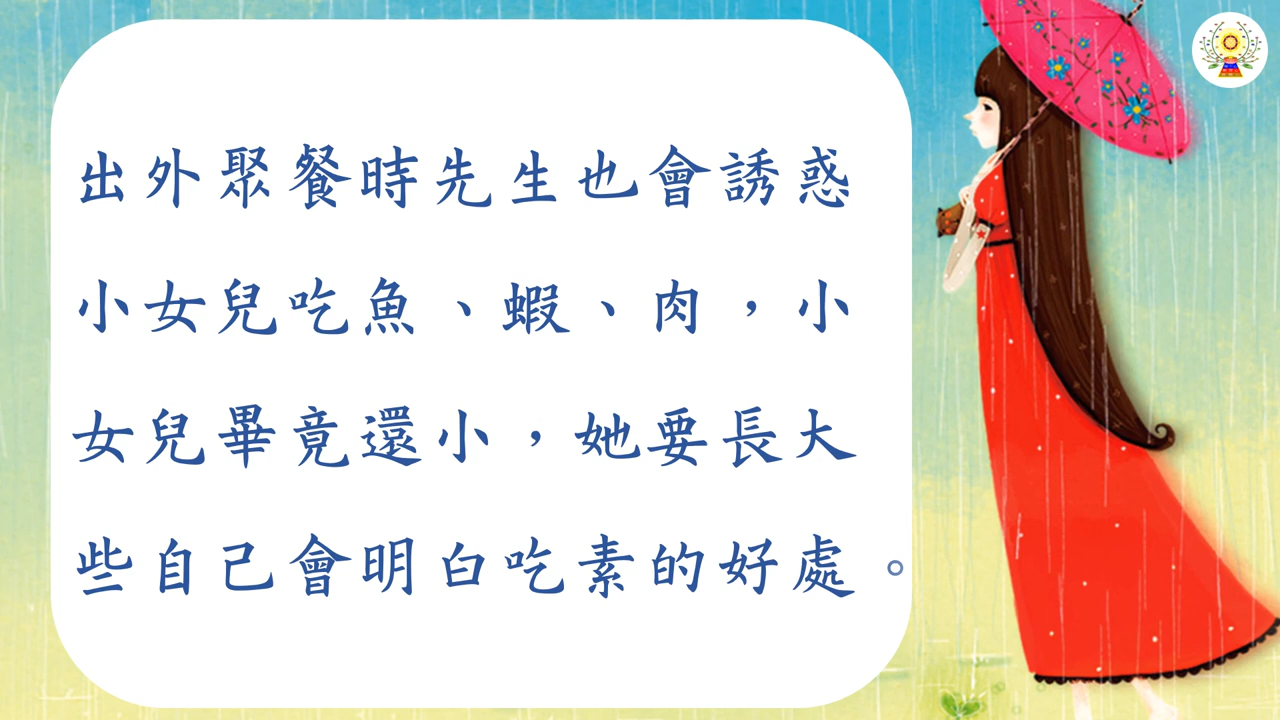 出外聚餐時先生也會誘惑
小女兒吃魚、蝦、肉，小
女兒畢竟還小，她要長大
些自己會明白吃素的好處。